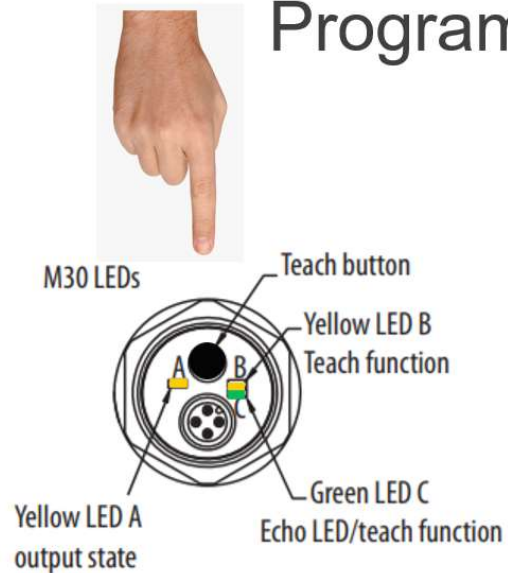 Program
M30 LEDs
Teach button
Yellow LED B
Teach function
A
B
C
Green LED C
Echo LED/teach function
Yellow LED A
output state